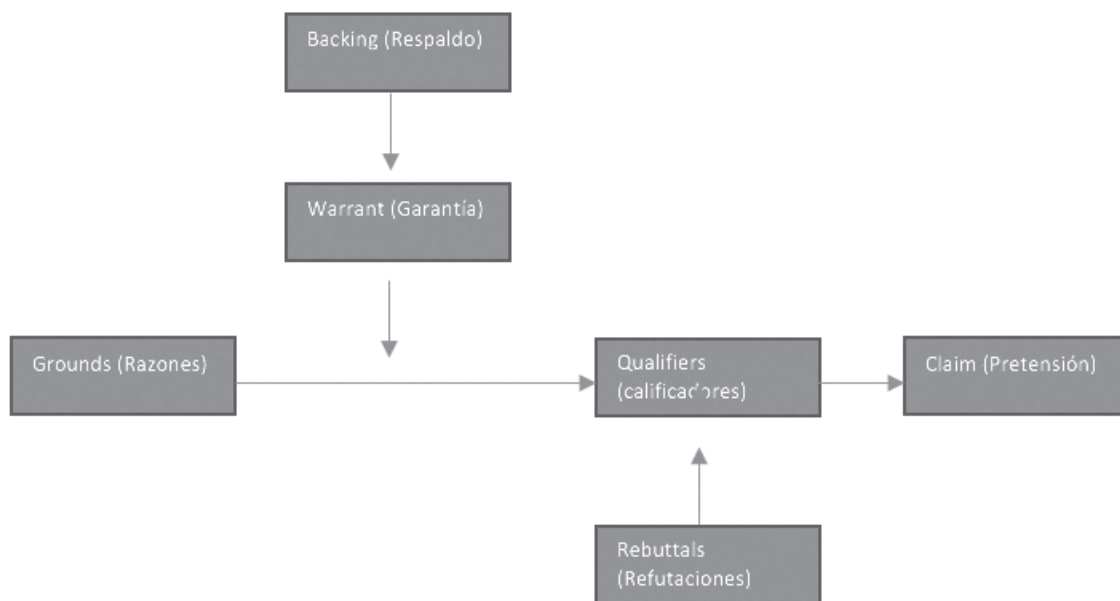 Backing (Respaldo)
Warrant (Garantía)
Grounds (Razones)
Qualifiers
(calificadores)
Claim (Pretensión)
Rebuttals
(Refutaciones)